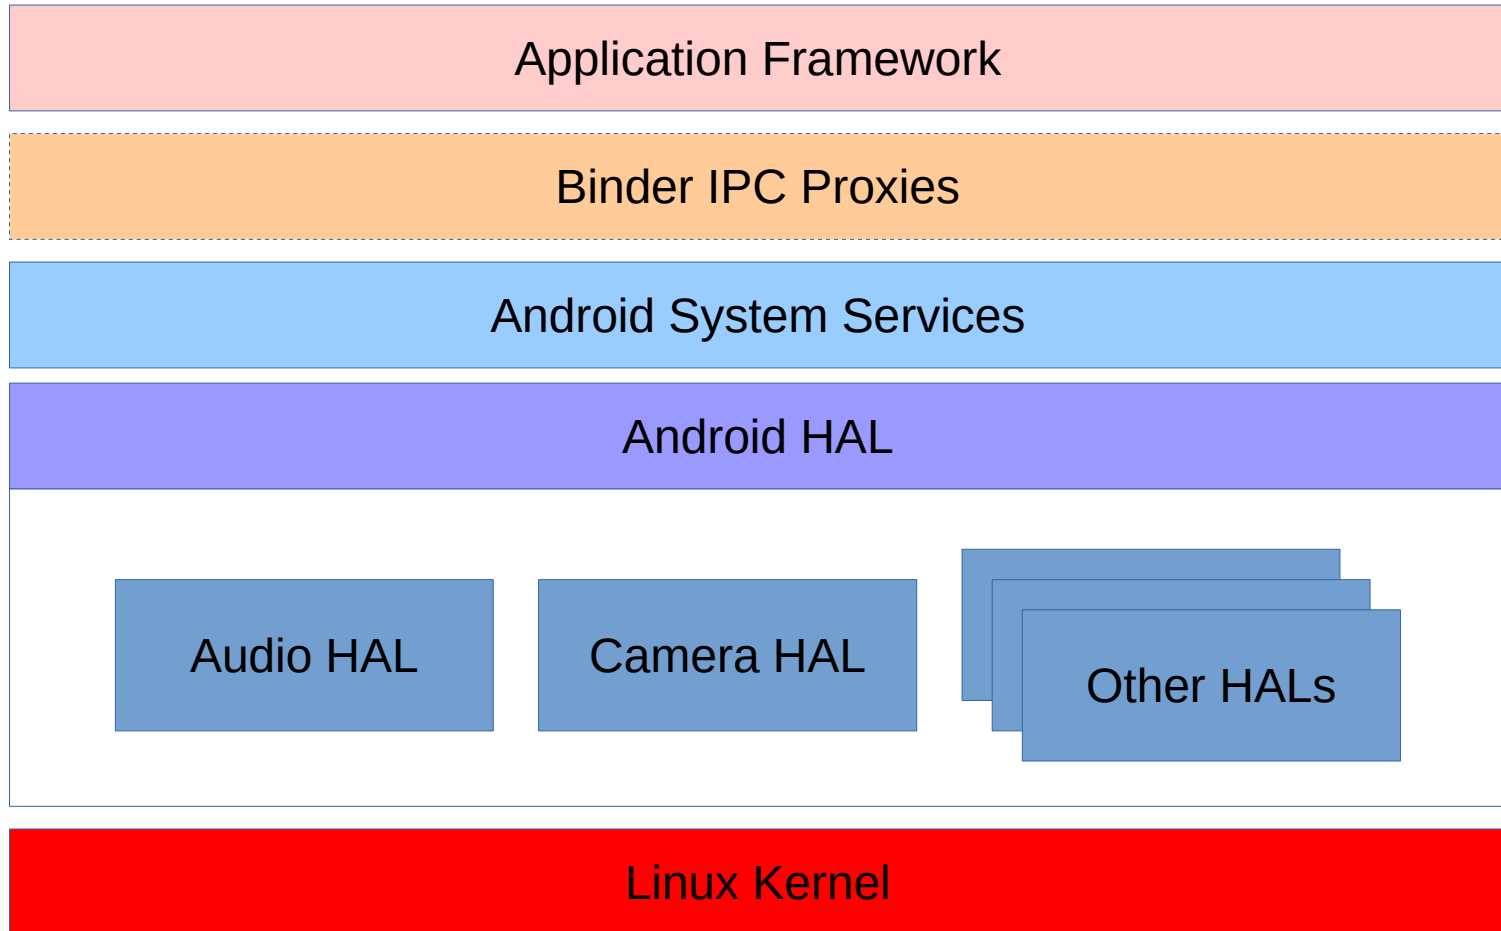 Application Framework
Binder IPC Proxies
Android System Services
Android HAL
Audio HAL
Camera HAL
Other HALs
Linux Kernel